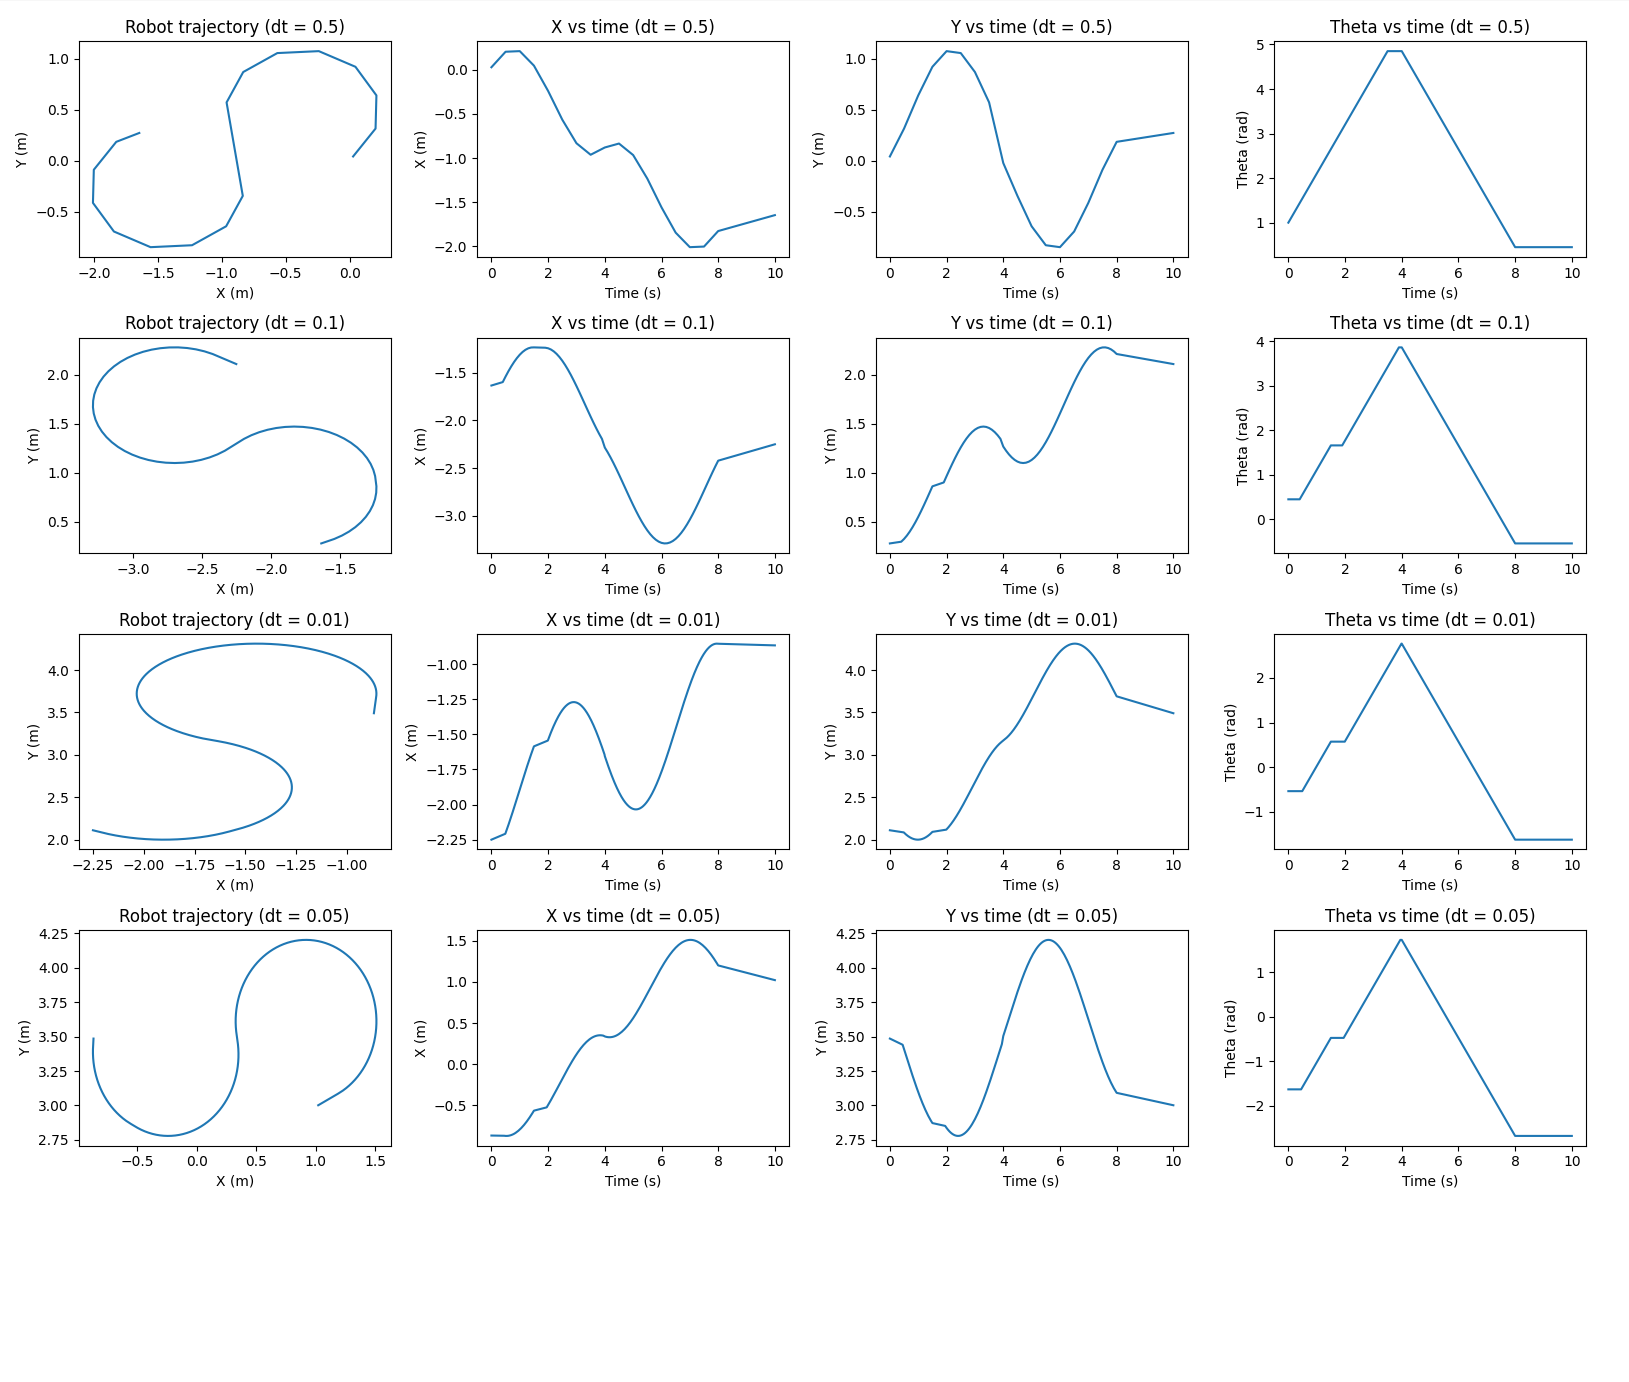 Robot trajectory (dt = 0.5)
Y (m)
1.0
0.5
0.0
−0.5
−2.0 −1.5 −1.0 −0.5 0.0
X (m)
X vs time (dt = 0.5)
X (m)
0.0
−0.5
−1.0
−1.5
−2.0
0 2 4 6 8 10
Time (s)
Y vs time (dt = 0.5)
Y (m)
1.0
0.5
0.0
−0.5
0 2 4 6 8 10
Time (s)
Theta vs time (dt = 0.5)
Theta (rad)
5
4
3
2
1
0 2 4 6 8 10
Time (s)
Robot trajectory (dt = 0.1)
Y (m)
2.0
1.5
1.0
0.5
−3.0 −2.5 −2.0 −1.5
X (m)
X vs time (dt = 0.1)
X (m)
−1.5
−2.0
−2.5
−3.0
0 2 4 6 8 10
Time (s)
Y vs time (dt = 0.1)
Y (m)
2.0
1.5
1.0
0.5
0 2 4 6 8 10
Time (s)
Theta vs time (dt = 0.1)
Theta (rad)
4
3
2
1
0
0 2 4 6 8 10
Time (s)
Robot trajectory (dt = 0.01)
Y (m)
4.0
3.5
3.0
2.5
2.0
−2.25 −2.00 −1.75 −1.50 −1.25 −1.00
X (m)
X vs time (dt = 0.01)
X (m)
−1.00
−1.25
−1.50
−1.75
−2.00
−2.25
0 2 4 6 8 10
Time (s)
Y vs time (dt = 0.01)
Y (m)
4.0
3.5
3.0
2.5
2.0
0 2 4 6 8 10
Time (s)
Theta vs time (dt = 0.01)
Theta (rad)
2
1
0
−1
0 2 4 6 8 10
Time (s)
Robot trajectory (dt = 0.05)
Y (m)
4.25
4.00
3.75
3.50
3.25
3.00
2.75
−0.5 0.0 0.5 1.0 1.5
X (m)
X vs time (dt = 0.05)
X (m)
1.5
1.0
0.5
0.0
−0.5
0 2 4 6 8 10
Time (s)
Y vs time (dt = 0.05)
Y (m)
4.25
4.00
3.75
3.50
3.25
3.00
2.75
0 2 4 6 8 10
Time (s)
Theta vs time (dt = 0.05)
Theta (rad)
1
0
−1
−2
0 2 4 6 8 10
Time (s)